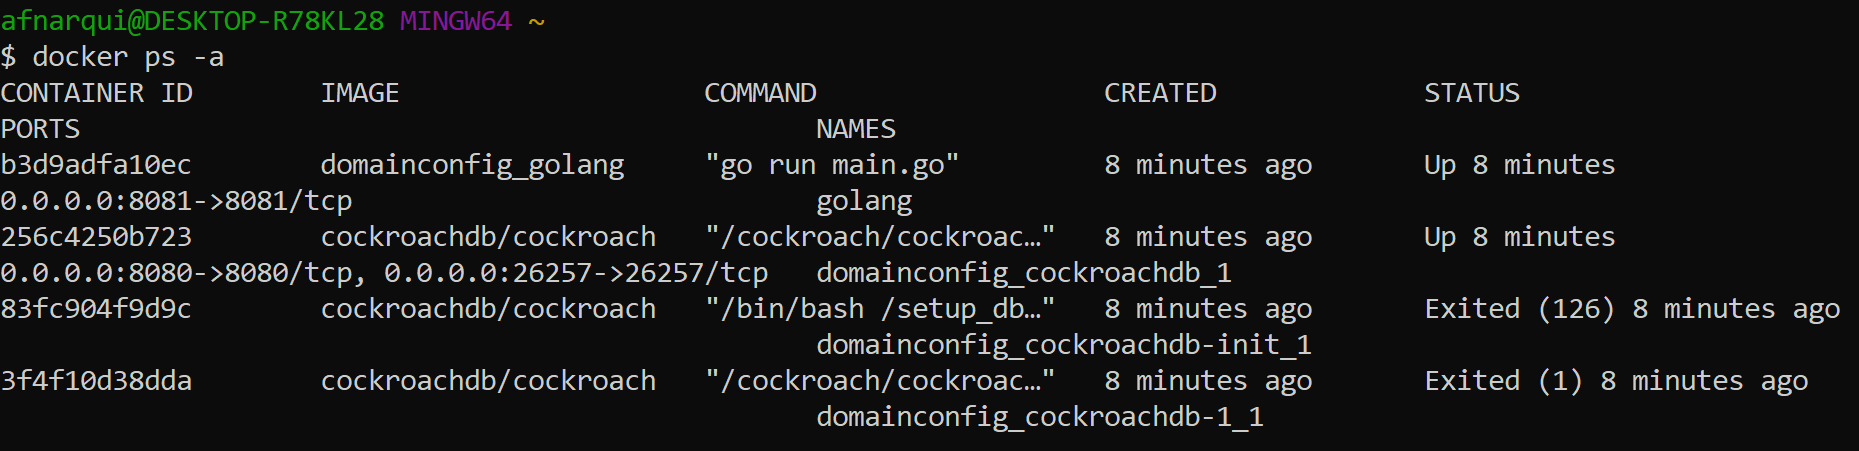 afnarqui@DESKTOP-R78KL28 MINGW64 ~
$ docker ps -a
CONTAINER ID        IMAGE                   COMMAND                  CREATED             STATUS
PORTS                                              NAMES
b3d9adfa10ec        domainconfig_golang     "go run main.go"         8 minutes ago       Up 8 minutes
0.0.0.0:8081->8081/tcp                             golang
256c4250b723        cockroachdb/cockroach   "/cockroach/cockroac…"   8 minutes ago       Up 8 minutes
0.0.0.0:8080->8080/tcp, 0.0.0.0:26257->26257/tcp   domainconfig_cockroachdb_1
83fc904f9d9c        cockroachdb/cockroach   "/bin/bash /setup_db…"   8 minutes ago       Exited (126) 8 minutes ago
                                                   domainconfig_cockroachdb-init_1
3f4f10d38dda        cockroachdb/cockroach   "/cockroach/cockroac…"   8 minutes ago       Exited (1) 8 minutes ago
                                                   domainconfig_cockroachdb-1_1